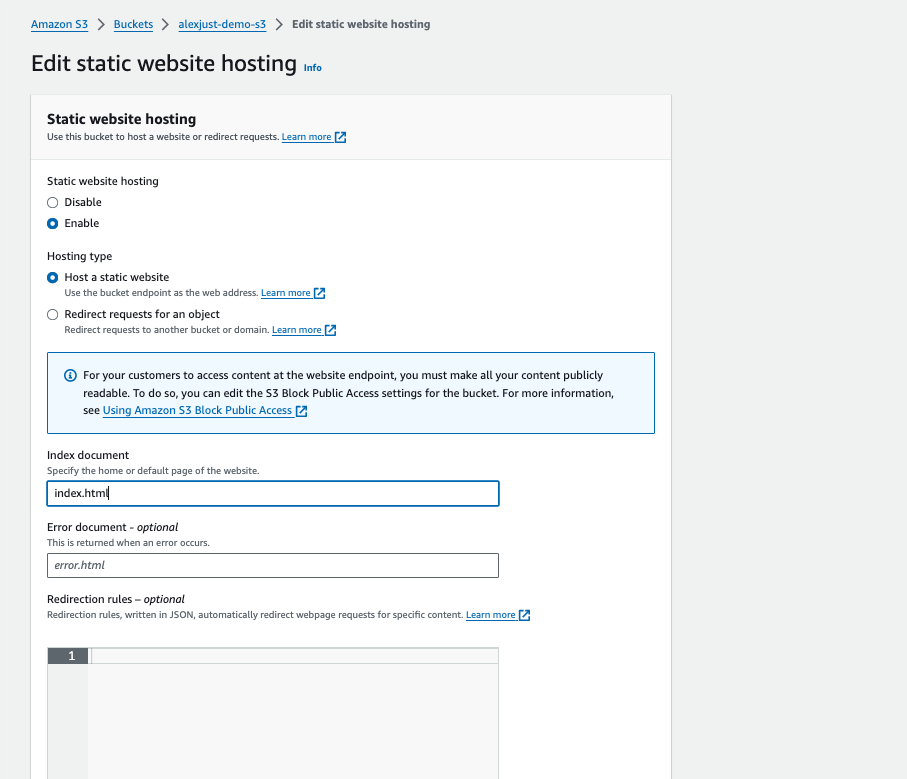 Amazon S3 > Buckets > alexjust-demo-s3 > Edit static website hosting
Edit static website hosting Info
Static website hosting
Use this bucket to host a website or redirect requests. Learn more
Static website hosting
Disable
Enable
Hosting type
Host a static website
Use the bucket endpoint as the web address. Learn more
Redirect requests for an object
Redirect requests to another bucket or domain. Learn more
For your customers to access content at the website endpoint, you must make all your content publicly
readable. To do so, you can edit the S3 Block Public Access settings for the bucket. For more information,
see Using Amazon S3 Block Public Access
Index document
Specify the home or default page of the website.
index.html
Error document - optional
This is returned when an error occurs.
error.html
Redirection rules – optional
Redirection rules, written in JSON, automatically redirect webpage requests for specific content. Learn more
1